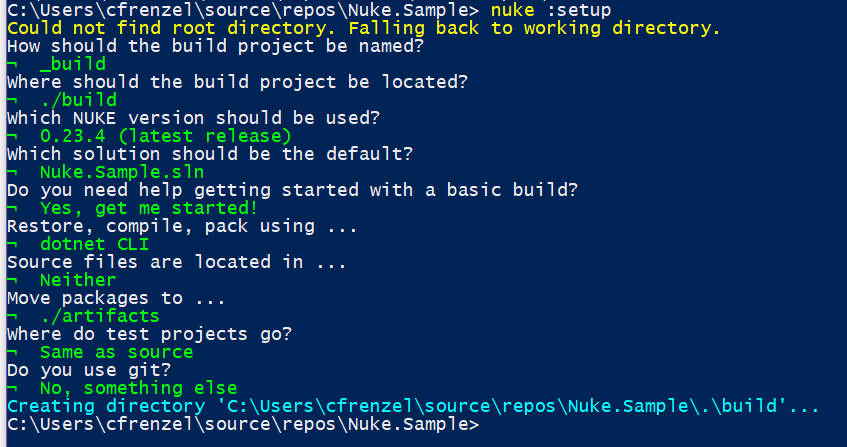 C:\Users\cfrenzel\source\repos\Nuke.Sample> nuke :setup
Could not find root directory. Falling back to working directory.
How should the build project be named?
¬  _build
Where should the build project be located?
¬  ./build
Which NUKE version should be used?
¬  0.23.4 (latest release)
Which solution should be the default?
¬  Nuke.Sample.sln
Do you need help getting started with a basic build?
¬  Yes, get me started!
Restore, compile, pack using ...
¬  dotnet CLI
Source files are located in ...
¬  Neither
Move packages to ...
¬  ./artifacts
Where do test projects go?
¬  Same as source
Do you use git?
¬  No, something else
Creating directory 'C:\Users\cfrenzel\source\repos\Nuke.Sample\.\build'...
C:\Users\cfrenzel\source\repos\Nuke.Sample>